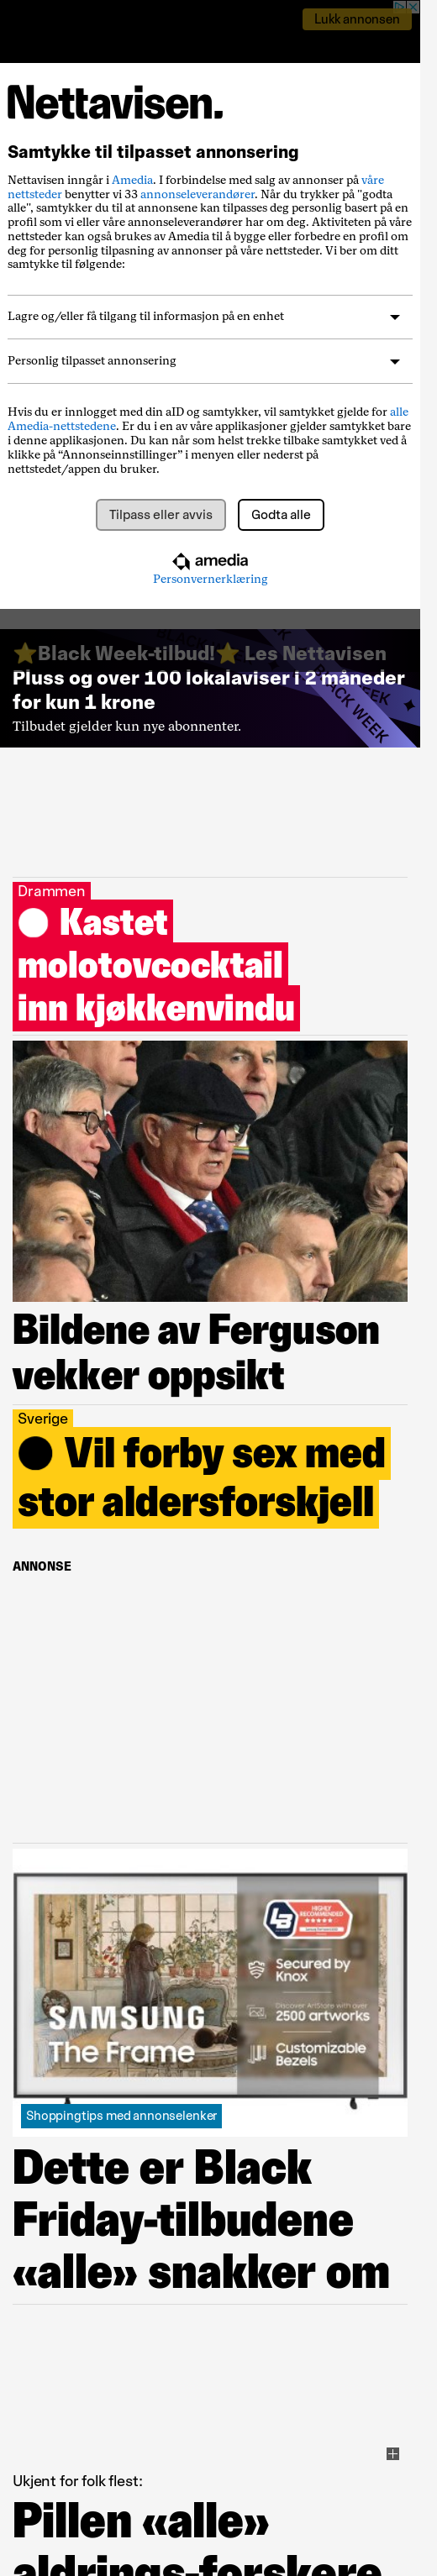 Lukk annonsen
Nettavisen.
Samtykke til tilpasset annonsering
Nettavisen inngår i Amedia. I forbindelse med salg av annonser på våre
nettsteder benytter vi 33 annonseleverandører. Når du trykker på "godta
alle", samtykker du til at annonsene kan tilpasses deg personlig basert på en
profil som vi eller våre annonseleverandører har om deg. Aktiviteten på våre
nettsteder kan også brukes av Amedia til å bygge eller forbedre en profil om
deg for personlig tilpasning av annonser på våre nettsteder. Vi ber om ditt
samtykke til følgende:
Lagre og/eller få tilgang til informasjon på en enhet
Personlig tilpasset annonsering
Hvis du er innlogget med din aID og samtykker, vil samtykket gjelde for alle
Amedia-nettstedene. Er du i en av våre applikasjoner gjelder samtykket bare
i denne applikasjonen. Du kan når som helst trekke tilbake samtykket ved å
klikke på “Annonseinnstillinger” i menyen eller nederst på
nettstedet/appen du bruker.
Tilpass eller avvis Godta alle
amedia
Personvernerklæring
⭐Black Week-tilbud!⭐ Les Nettavisen
Pluss og over 100 lokalaviser i 2 måneder
for kun 1 krone
Tilbudet gjelder kun nye abonnenter.
BLACK WEEK
Drammen
Kastet
molotovcocktail
inn kjøkkenvindu
Bildene av Ferguson
vekker oppsikt
Sverige
Vil forby sex med
stor aldersforskjell
ANNONSE
HIGHLY
RECOMMENDED
LB
Secured by
Knox
Discover ArtStore with over
2500 artworks
Customizable
Bezels
SAMSUNG
The Frame
Shoppingtips med annonselenker
Dette er Black
Friday-tilbudene
«alle» snakker om
Ukjent for folk flest:
Pillen «alle»
aldrings-forskere